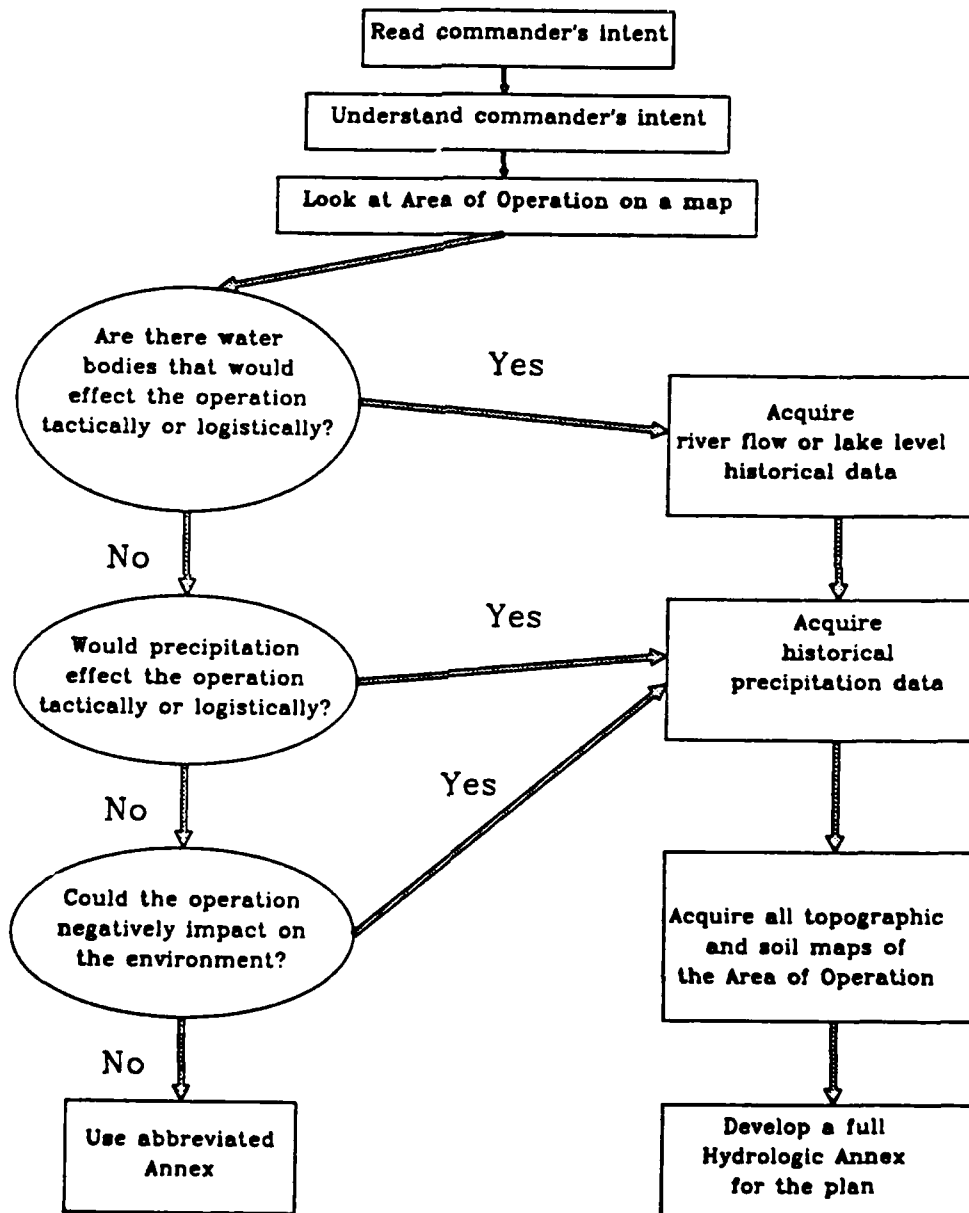 Read commander's intent
Understand commander's intent
Look at Area of Operation on a map
Are there water
bodies that would
effect the operation
tactically or logistically?
Yes
Acquire
river flow or lake level
historical data
No
Would precipitation
effect the operation
tactically or logistically?
Yes
Acquire
historical
precipitation data
No
Yes
Could the operation
negatively impact on
the environment?
Acquire all topographic
and soil maps of
the Area of Operation
No
Use abbreviated
Annex
Develop a full
Hydrologic Annex
for the plan